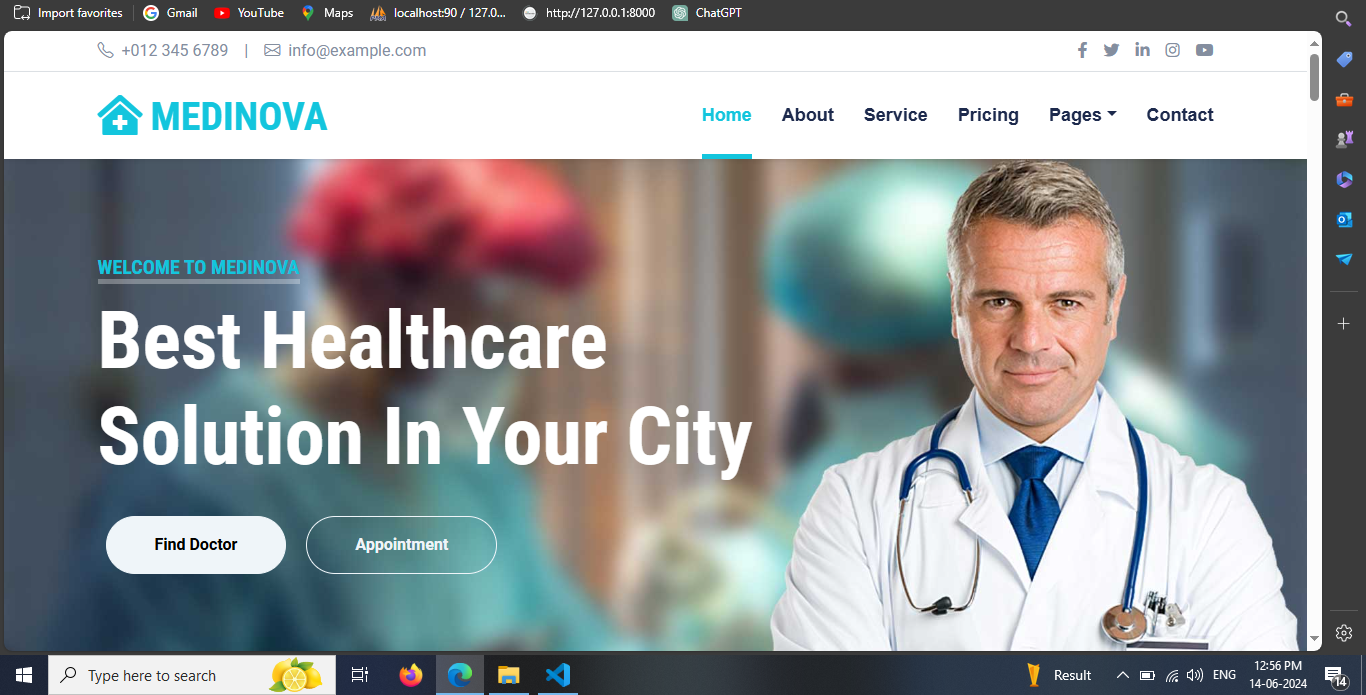 Import favorites Gmail YouTube Maps localhost:90 / 127.0... http://127.0.0.1:8000 ChatGPT
+012 345 6789 | info@example.com
MEDINOVA Home About Service Pricing Pages Contact
WELCOME TO MEDINOVA
Best Healthcare
Solution In Your City
Find Doctor Appointment
Type here to search Result ENG 12:56 PM
14-06-2024 14